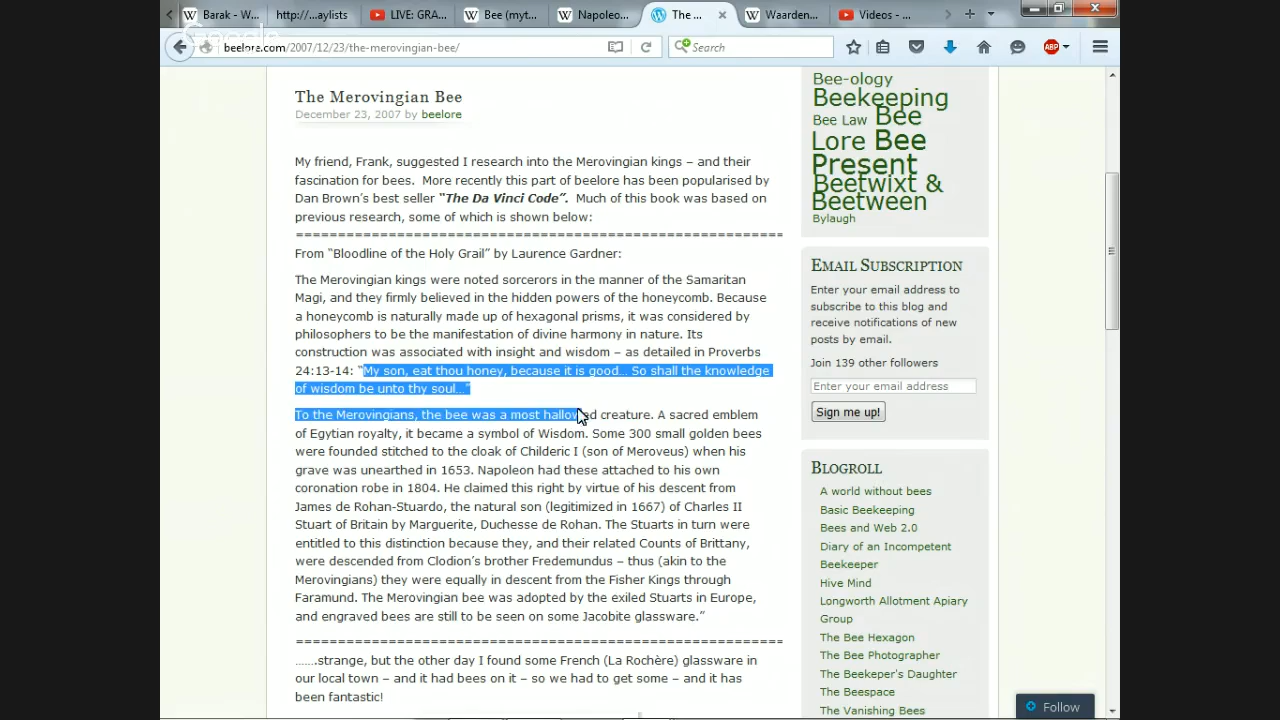 Barak - W...
http://...aylists
LIVE: GRA...
Bee (myt...
Napoleo...
The ...
Waarden...
Videos - ...
beelore.com/2007/12/23/the-merovingian-bee/
Search
ABP
The Merovingian Bee
December 23, 2007 by beelore
My friend, Frank, suggested I research into the Merovingian kings – and their
fascination for bees.  More recently this part of beelore has been popularised by
Dan Brown's best seller “The Da Vinci Code”.  Much of this book was based on
previous research, some of which is shown below:
=======================================================
From “Bloodline of the Holy Grail” by Laurence Gardner:
The Merovingian kings were noted sorcerors in the manner of the Samaritan
Magi, and they firmly believed in the hidden powers of the honeycomb. Because
a honeycomb is naturally made up of hexagonal prisms, it was considered by
philosophers to be the manifestation of divine harmony in nature. Its
construction was associated with insight and wisdom – as detailed in Proverbs
24:13-14: “My son, eat thou honey, because it is good… So shall the knowledge
of wisdom be unto thy soul…”
To the Merovingians, the bee was a most hallowed creature. A sacred emblem
of Egytian royalty, it became a symbol of Wisdom. Some 300 small golden bees
were founded stitched to the cloak of Childeric I (son of Meroveus) when his
grave was unearthed in 1653. Napoleon had these attached to his own
coronation robe in 1804. He claimed this right by virtue of his descent from
James de Rohan-Stuardo, the natural son (legitimized in 1667) of Charles II
Stuart of Britain by Marguerite, Duchesse de Rohan. The Stuarts in turn were
entitled to this distinction because they, and their related Counts of Brittany,
were descended from Clodion's brother Fredemundus – thus (akin to the
Merovingians) they were equally in descent from the Fisher Kings through
Faramund. The Merovingian bee was adopted by the exiled Stuarts in Europe,
and engraved bees are still to be seen on some Jacobite glassware.”
=======================================================
…….strange, but the other day I found some French (La Rochère) glassware in
our local town – and it had bees on it – so we had to get some – and it has
been fantastic!
Bee-ology
Beekeeping
Bee Law Bee
Lore Bee
Present
Beetwixt &
Beetween
Bylaugh
Email Subscription
Enter your email address to
subscribe to this blog and
receive notifications of new
posts by email.
Join 139 other followers
Enter your email address
Sign me up!
Blogroll
A world without bees
Basic Beekeeping
Bees and Web 2.0
Diary of an Incompetent
Beekeeper
Hive Mind
Longworth Allotment Apiary
Group
The Bee Hexagon
The Bee Photographer
The Beekeper's Daughter
The Beespace
The Vanishing Bees
Follow